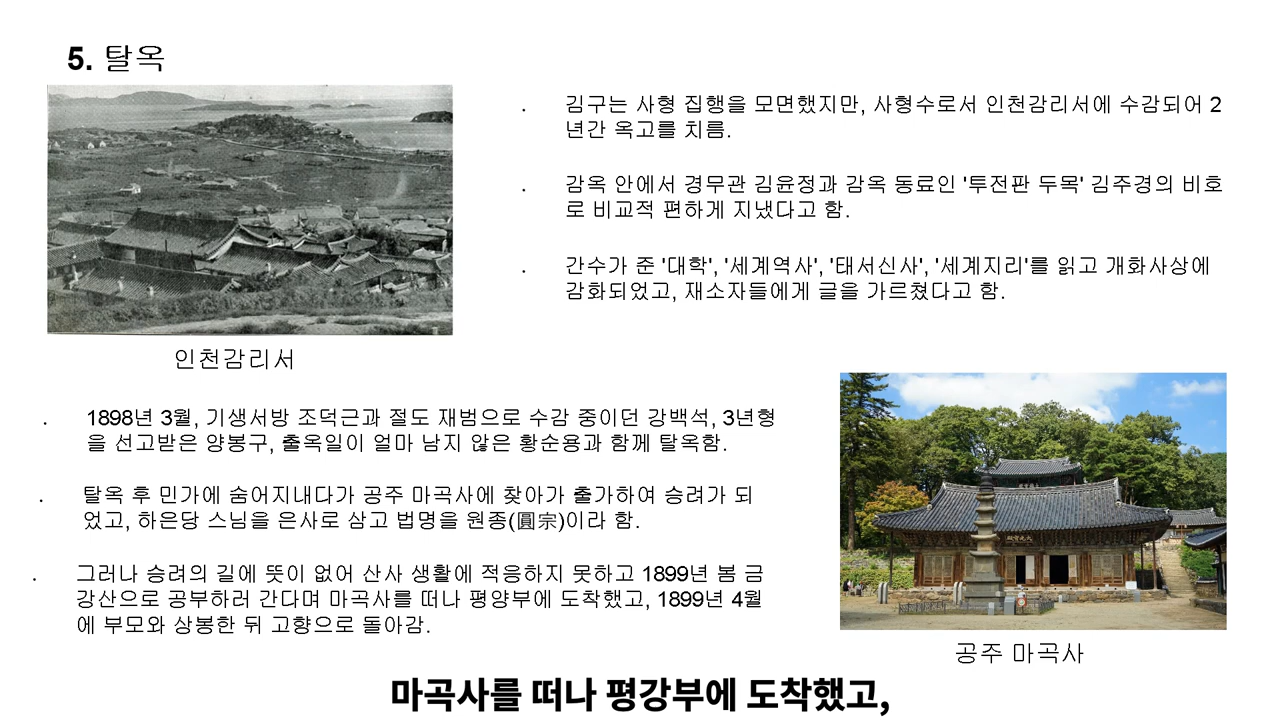 5. 탈옥
. 김구는 사형 집행을 모면했지만, 사형수로서 인천감리서에 수감되어 2
년간 옥고를 치름.
. 감옥 안에서 경무관 김윤정과 감옥 동료인 '투전판 두목' 김주경의 비호
로 비교적 편하게 지냈다고 함.
. 간수가 준 '대학', '세계역사', '태서신사', '세계지리'를 읽고 개화사상에
감화되었고, 재소자들에게 글을 가르쳤다고 함.
인천감리서
. 1898년 3월, 기생서방 조덕근과 절도 재범으로 수감 중이던 강백석, 3년형
을 선고받은 양봉구, 출옥일이 얼마 남지 않은 황순용과 함께 탈옥함.
. 탈옥 후 민가에 숨어지내다가 공주 마곡사에 찾아가 출가하여 승려가 되
었고, 하은당 스님을 은사로 삼고 법명을 원종(圓宗)이라 함.
. 그러나 승려의 길에 뜻이 없어 산사 생활에 적응하지 못하고 1899년 봄 금
강산으로 공부하러 간다며 마곡사를 떠나 평양부에 도착했고, 1899년 4월
에 부모와 상봉한 뒤 고향으로 돌아감.
공주 마곡사
마곡사를 떠나 평강부에 도착했고,